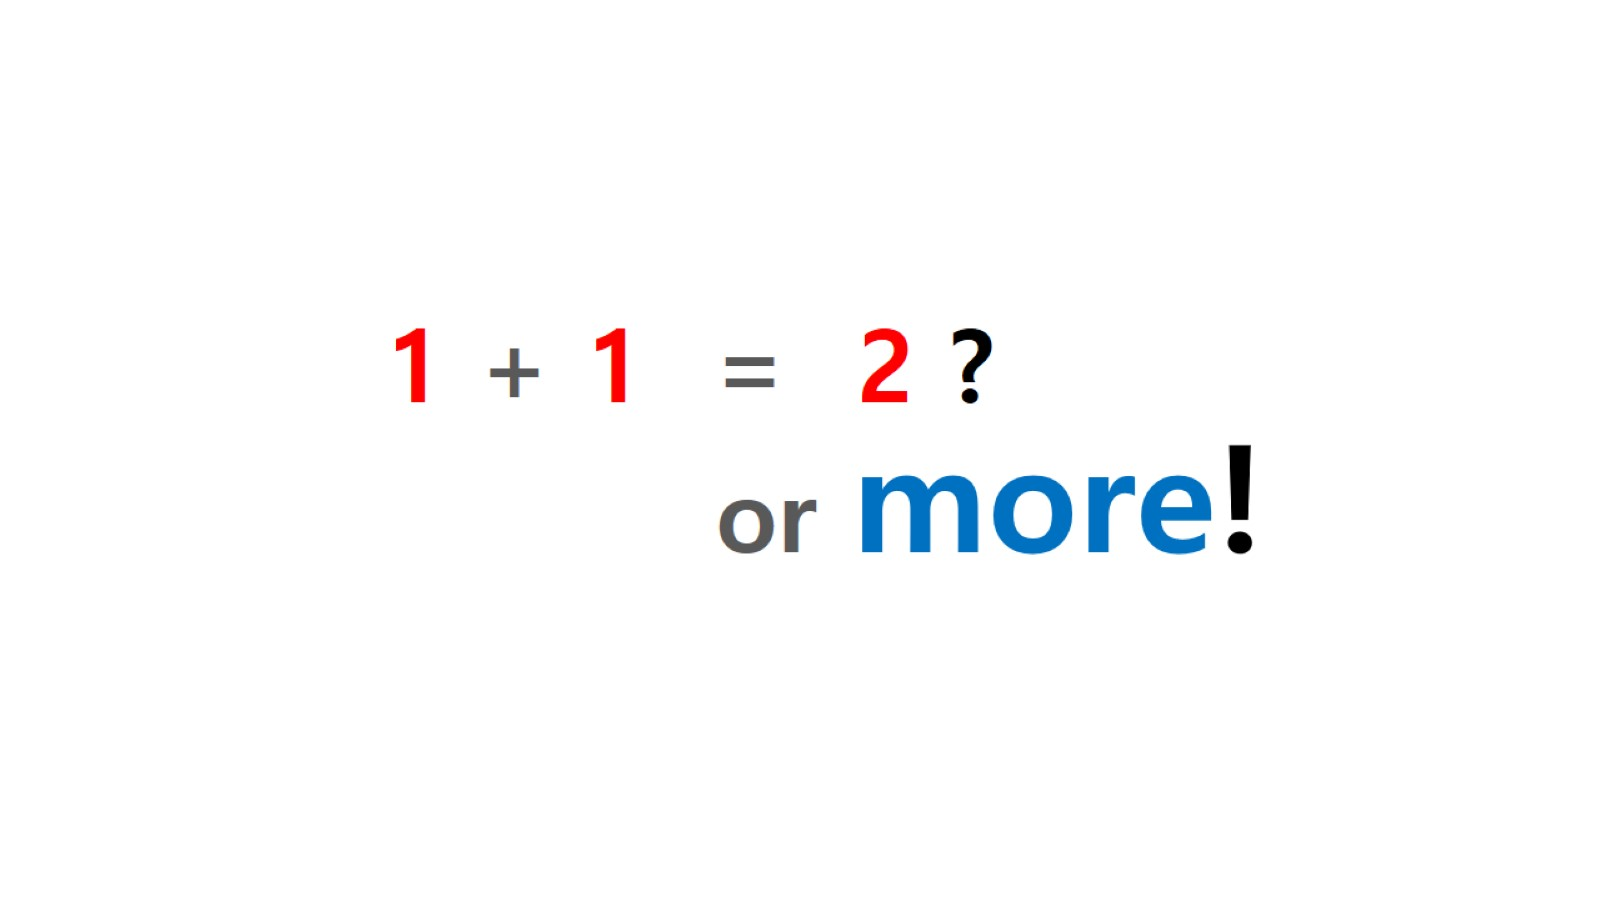 1 + 1 = 2 ?
or more!